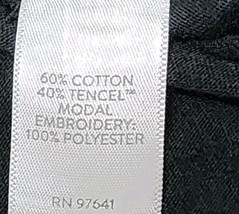 60% COTTON
40% TENCEL™
MODAL
EMBROIDERY:
100% POLYESTER
RN 97641